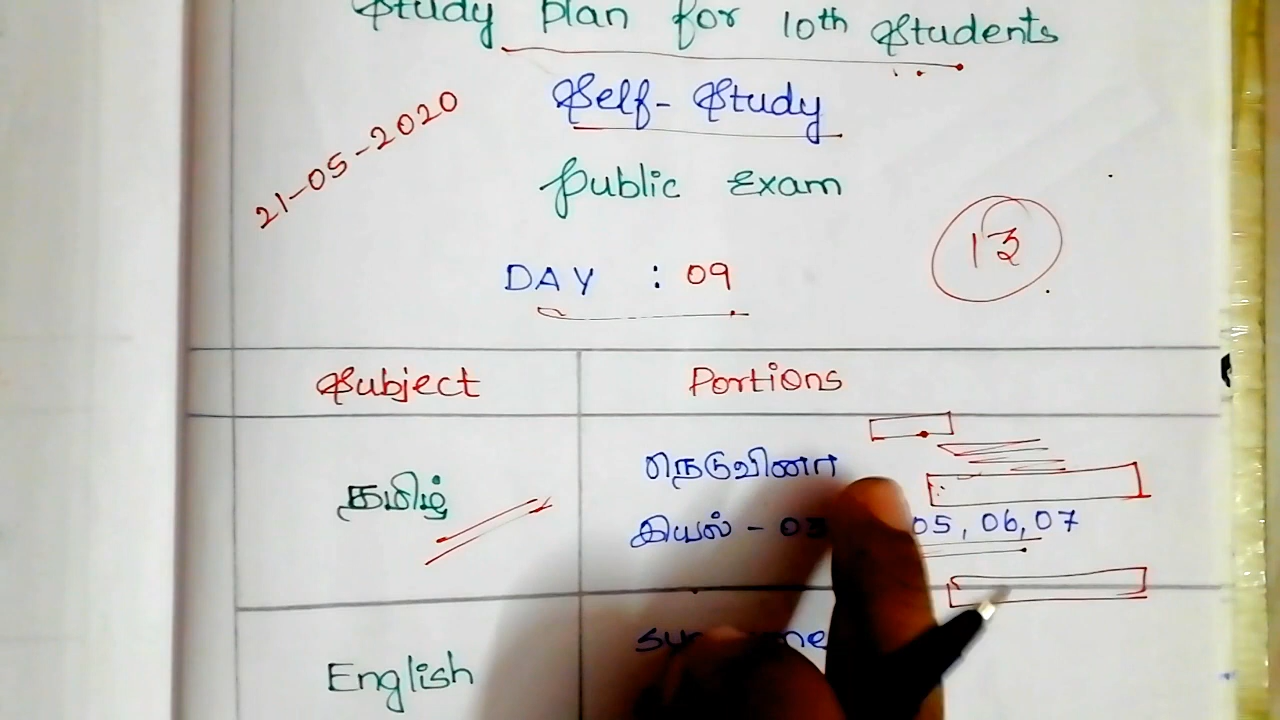 Study plan for 10th Students
Self-Study
21-05-2020
Public Exam
13
DAY : 09
Subject Portions
தமிழ் நெடுவினா
இயல் - 03 05, 06, 07
English